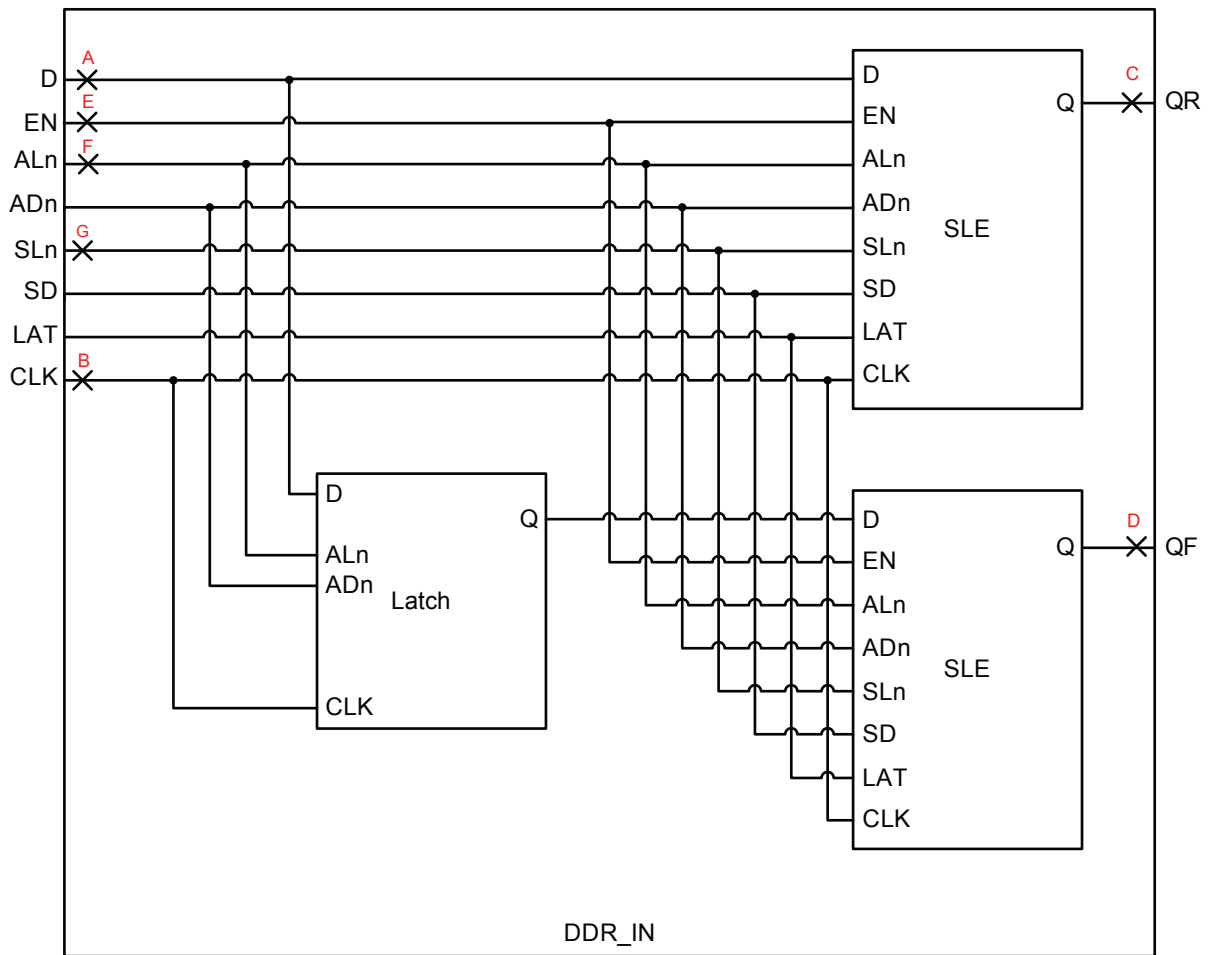 A
D
E
EN
F
ALn
ADn
G
SLn
SD
LAT
B
CLK
D
EN
ALn
ADn
SLn
SD
LAT
CLK
SLE
Q
C
QR
D
ALn
ADn
CLK
Latch
Q
D
EN
ALn
ADn
SLn
SD
LAT
CLK
SLE
Q
D
QF
DDR_IN